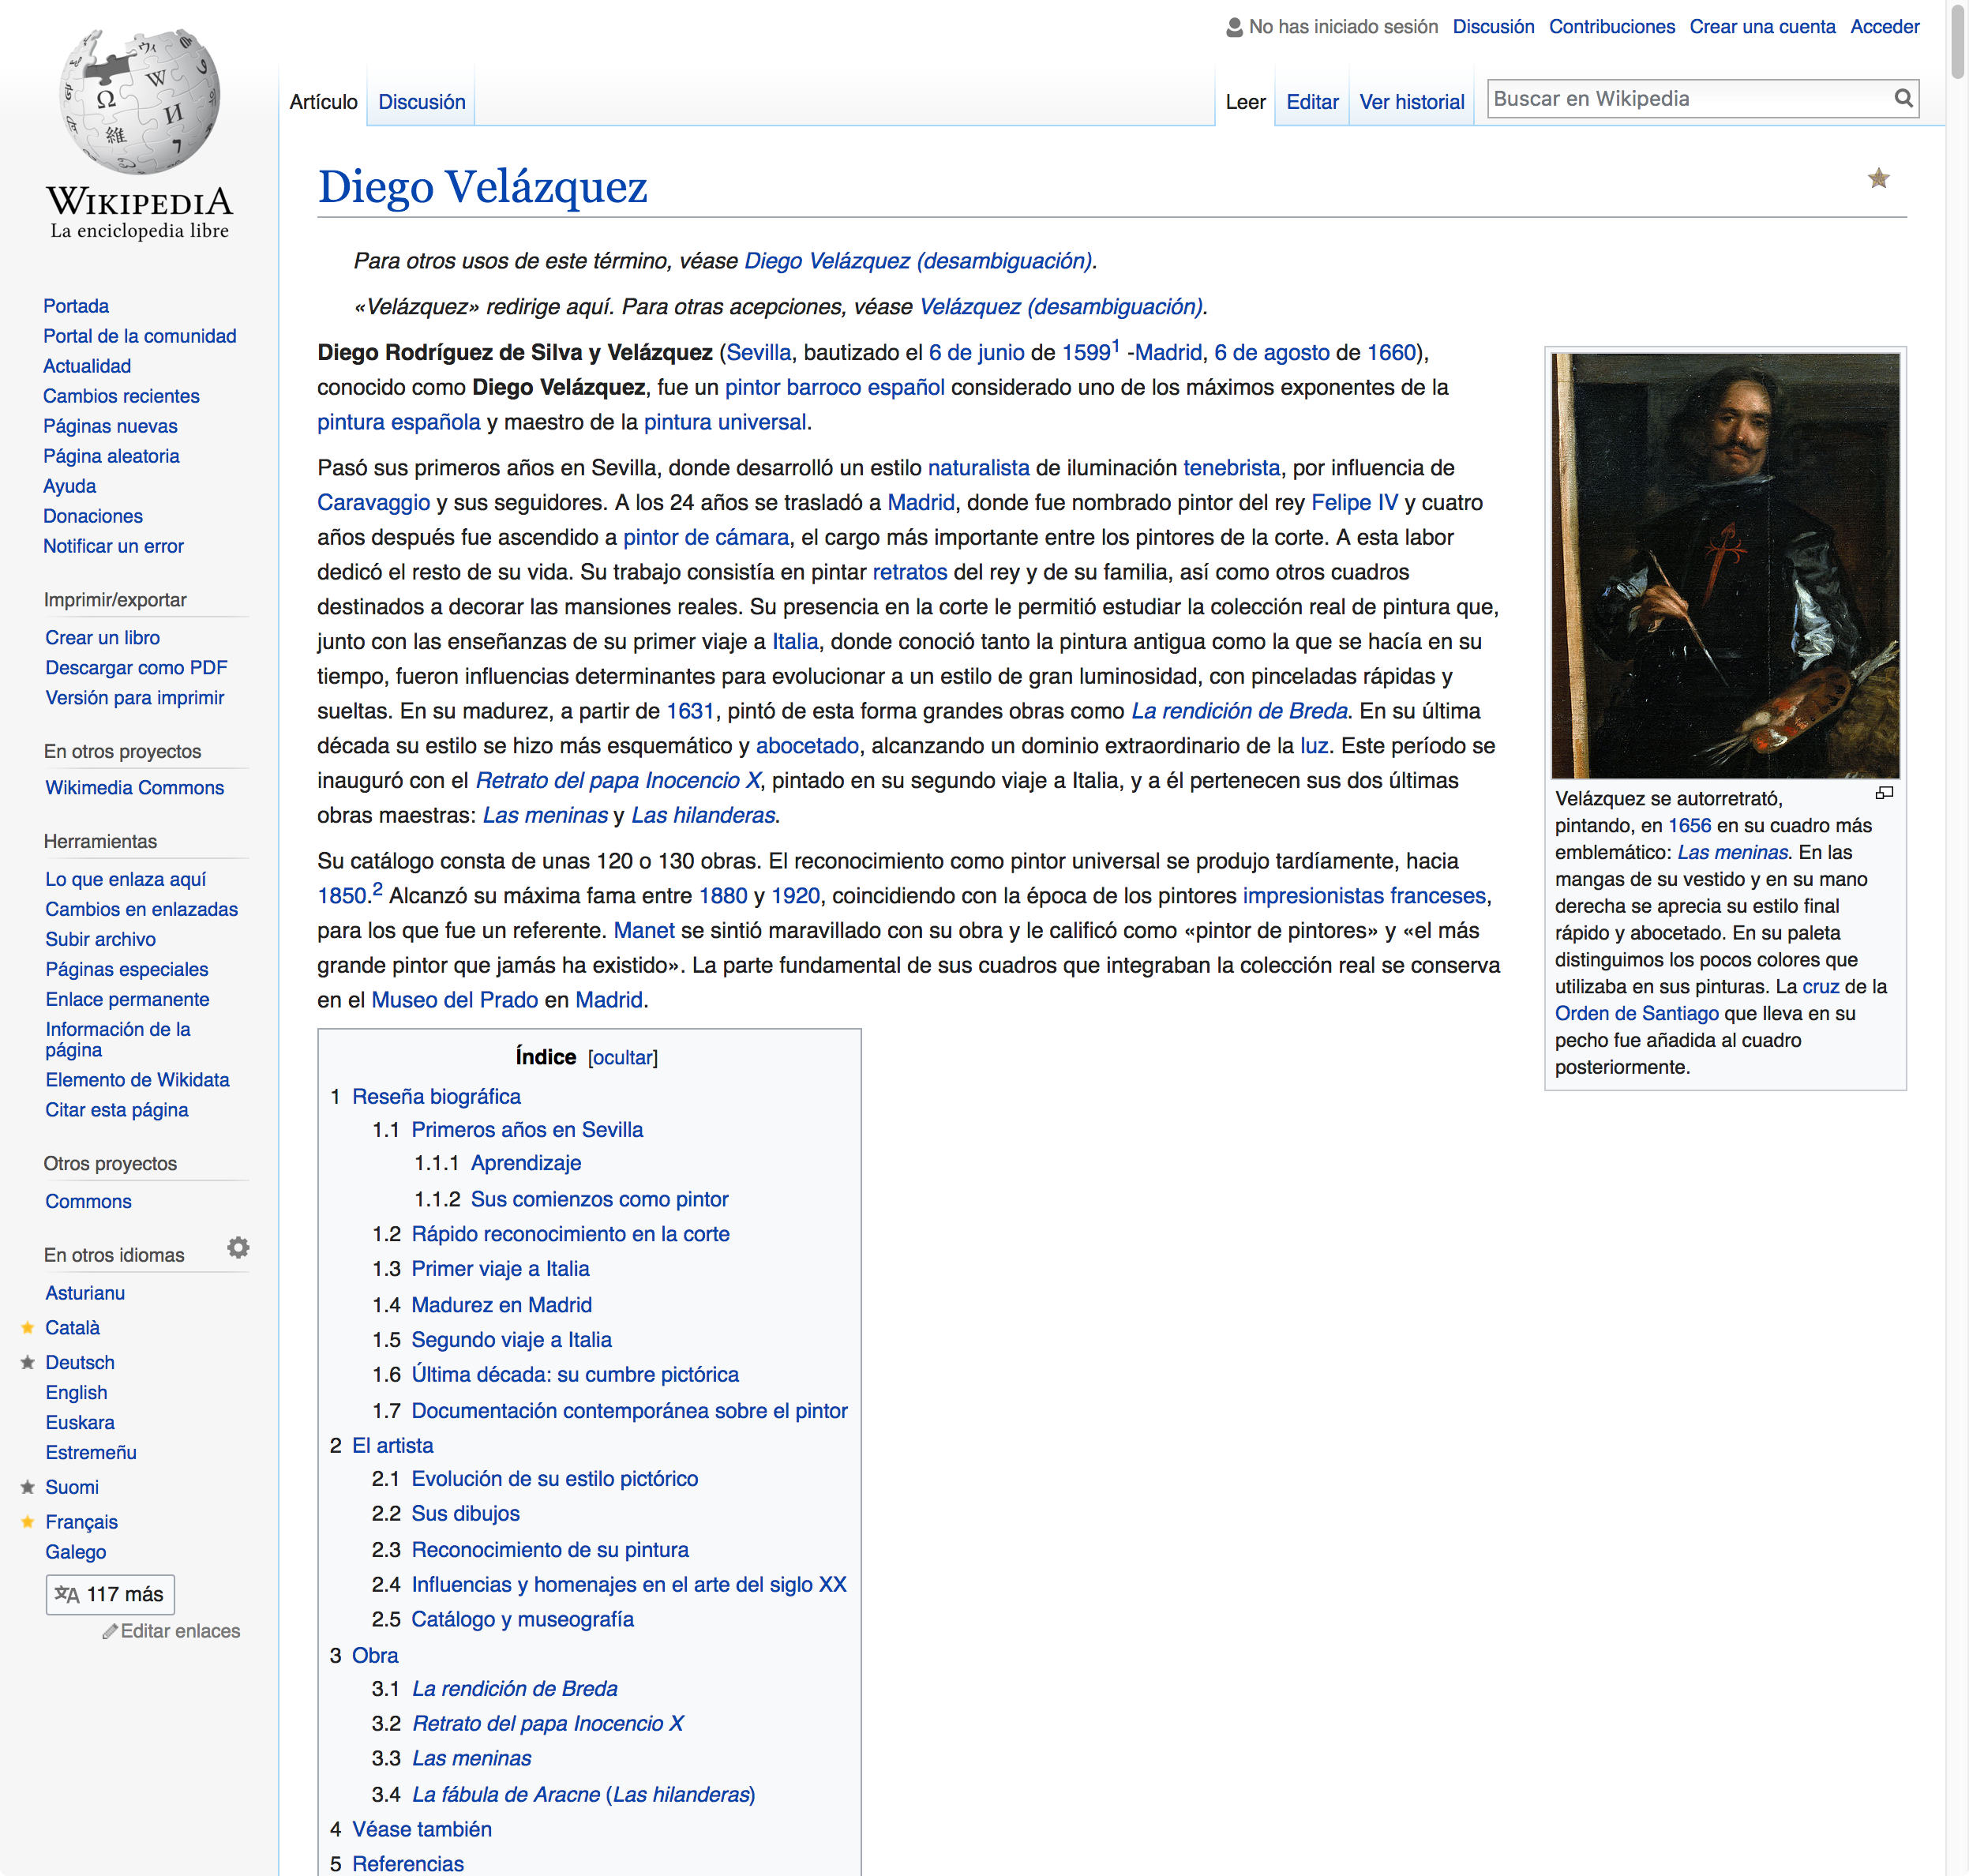 No has iniciado sesión Discusión Contribuciones Crear una cuenta Acceder
Artículo Discusión Leer Editar Ver historial Buscar en Wikipedia
WIKIPEDIA
La enciclopedia libre
Portada
Portal de la comunidad
Actualidad
Cambios recientes
Páginas nuevas
Página aleatoria
Ayuda
Donaciones
Notificar un error
Imprimir/exportar
Crear un libro
Descargar como PDF
Versión para imprimir
En otros proyectos
Wikimedia Commons
Herramientas
Lo que enlaza aquí
Cambios en enlazadas
Subir archivo
Páginas especiales
Enlace permanente
Información de la
página
Elemento de Wikidata
Citar esta página
Otros proyectos
Commons
En otros idiomas
Asturianu
Català
Deutsch
English
Euskara
Estremeñu
Suomi
Français
Galego
117 más
Editar enlaces
Diego Velázquez
Para otros usos de este término, véase Diego Velázquez (desambiguación).
«Velázquez» redirige aquí. Para otras acepciones, véase Velázquez (desambiguación).
Diego Rodríguez de Silva y Velázquez (Sevilla, bautizado el 6 de junio de 1599¹ -Madrid, 6 de agosto de 1660),
conocido como Diego Velázquez, fue un pintor barroco español considerado uno de los máximos exponentes de la
pintura española y maestro de la pintura universal.
Pasó sus primeros años en Sevilla, donde desarrolló un estilo naturalista de iluminación tenebrista, por influencia de
Caravaggio y sus seguidores. A los 24 años se trasladó a Madrid, donde fue nombrado pintor del rey Felipe IV y cuatro
años después fue ascendido a pintor de cámara, el cargo más importante entre los pintores de la corte. A esta labor
dedicó el resto de su vida. Su trabajo consistía en pintar retratos del rey y de su familia, así como otros cuadros
destinados a decorar las mansiones reales. Su presencia en la corte le permitió estudiar la colección real de pintura que,
junto con las enseñanzas de su primer viaje a Italia, donde conoció tanto la pintura antigua como la que se hacía en su
tiempo, fueron influencias determinantes para evolucionar a un estilo de gran luminosidad, con pinceladas rápidas y
sueltas. En su madurez, a partir de 1631, pintó de esta forma grandes obras como La rendición de Breda. En su última
década su estilo se hizo más esquemático y abocetado, alcanzando un dominio extraordinario de la luz. Este período se
inauguró con el Retrato del papa Inocencio X, pintado en su segundo viaje a Italia, y a él pertenecen sus dos últimas
obras maestras: Las meninas y Las hilanderas.
Su catálogo consta de unas 120 o 130 obras. El reconocimiento como pintor universal se produjo tardíamente, hacia
1850.² Alcanzó su máxima fama entre 1880 y 1920, coincidiendo con la época de los pintores impresionistas franceses,
para los que fue un referente. Manet se sintió maravillado con su obra y le calificó como «pintor de pintores» y «el más
grande pintor que jamás ha existido». La parte fundamental de sus cuadros que integraban la colección real se conserva
en el Museo del Prado en Madrid.
Velázquez se autorretrató,
pintando, en 1656 en su cuadro más
emblemático: Las meninas. En las
mangas de su vestido y en su mano
derecha se aprecia su estilo final
rápido y abocetado. En su paleta
distinguimos los pocos colores que
utilizaba en sus pinturas. La cruz de la
Orden de Santiago que lleva en su
pecho fue añadida al cuadro
posteriormente.
Índice [ocultar]
1 Reseña biográfica
1.1 Primeros años en Sevilla
1.1.1 Aprendizaje
1.1.2 Sus comienzos como pintor
1.2 Rápido reconocimiento en la corte
1.3 Primer viaje a Italia
1.4 Madurez en Madrid
1.5 Segundo viaje a Italia
1.6 Última década: su cumbre pictórica
1.7 Documentación contemporánea sobre el pintor
2 El artista
2.1 Evolución de su estilo pictórico
2.2 Sus dibujos
2.3 Reconocimiento de su pintura
2.4 Influencias y homenajes en el arte del siglo XX
2.5 Catálogo y museografía
3 Obra
3.1 La rendición de Breda
3.2 Retrato del papa Inocencio X
3.3 Las meninas
3.4 La fábula de Aracne (Las hilanderas)
4 Véase también
5 Referencias